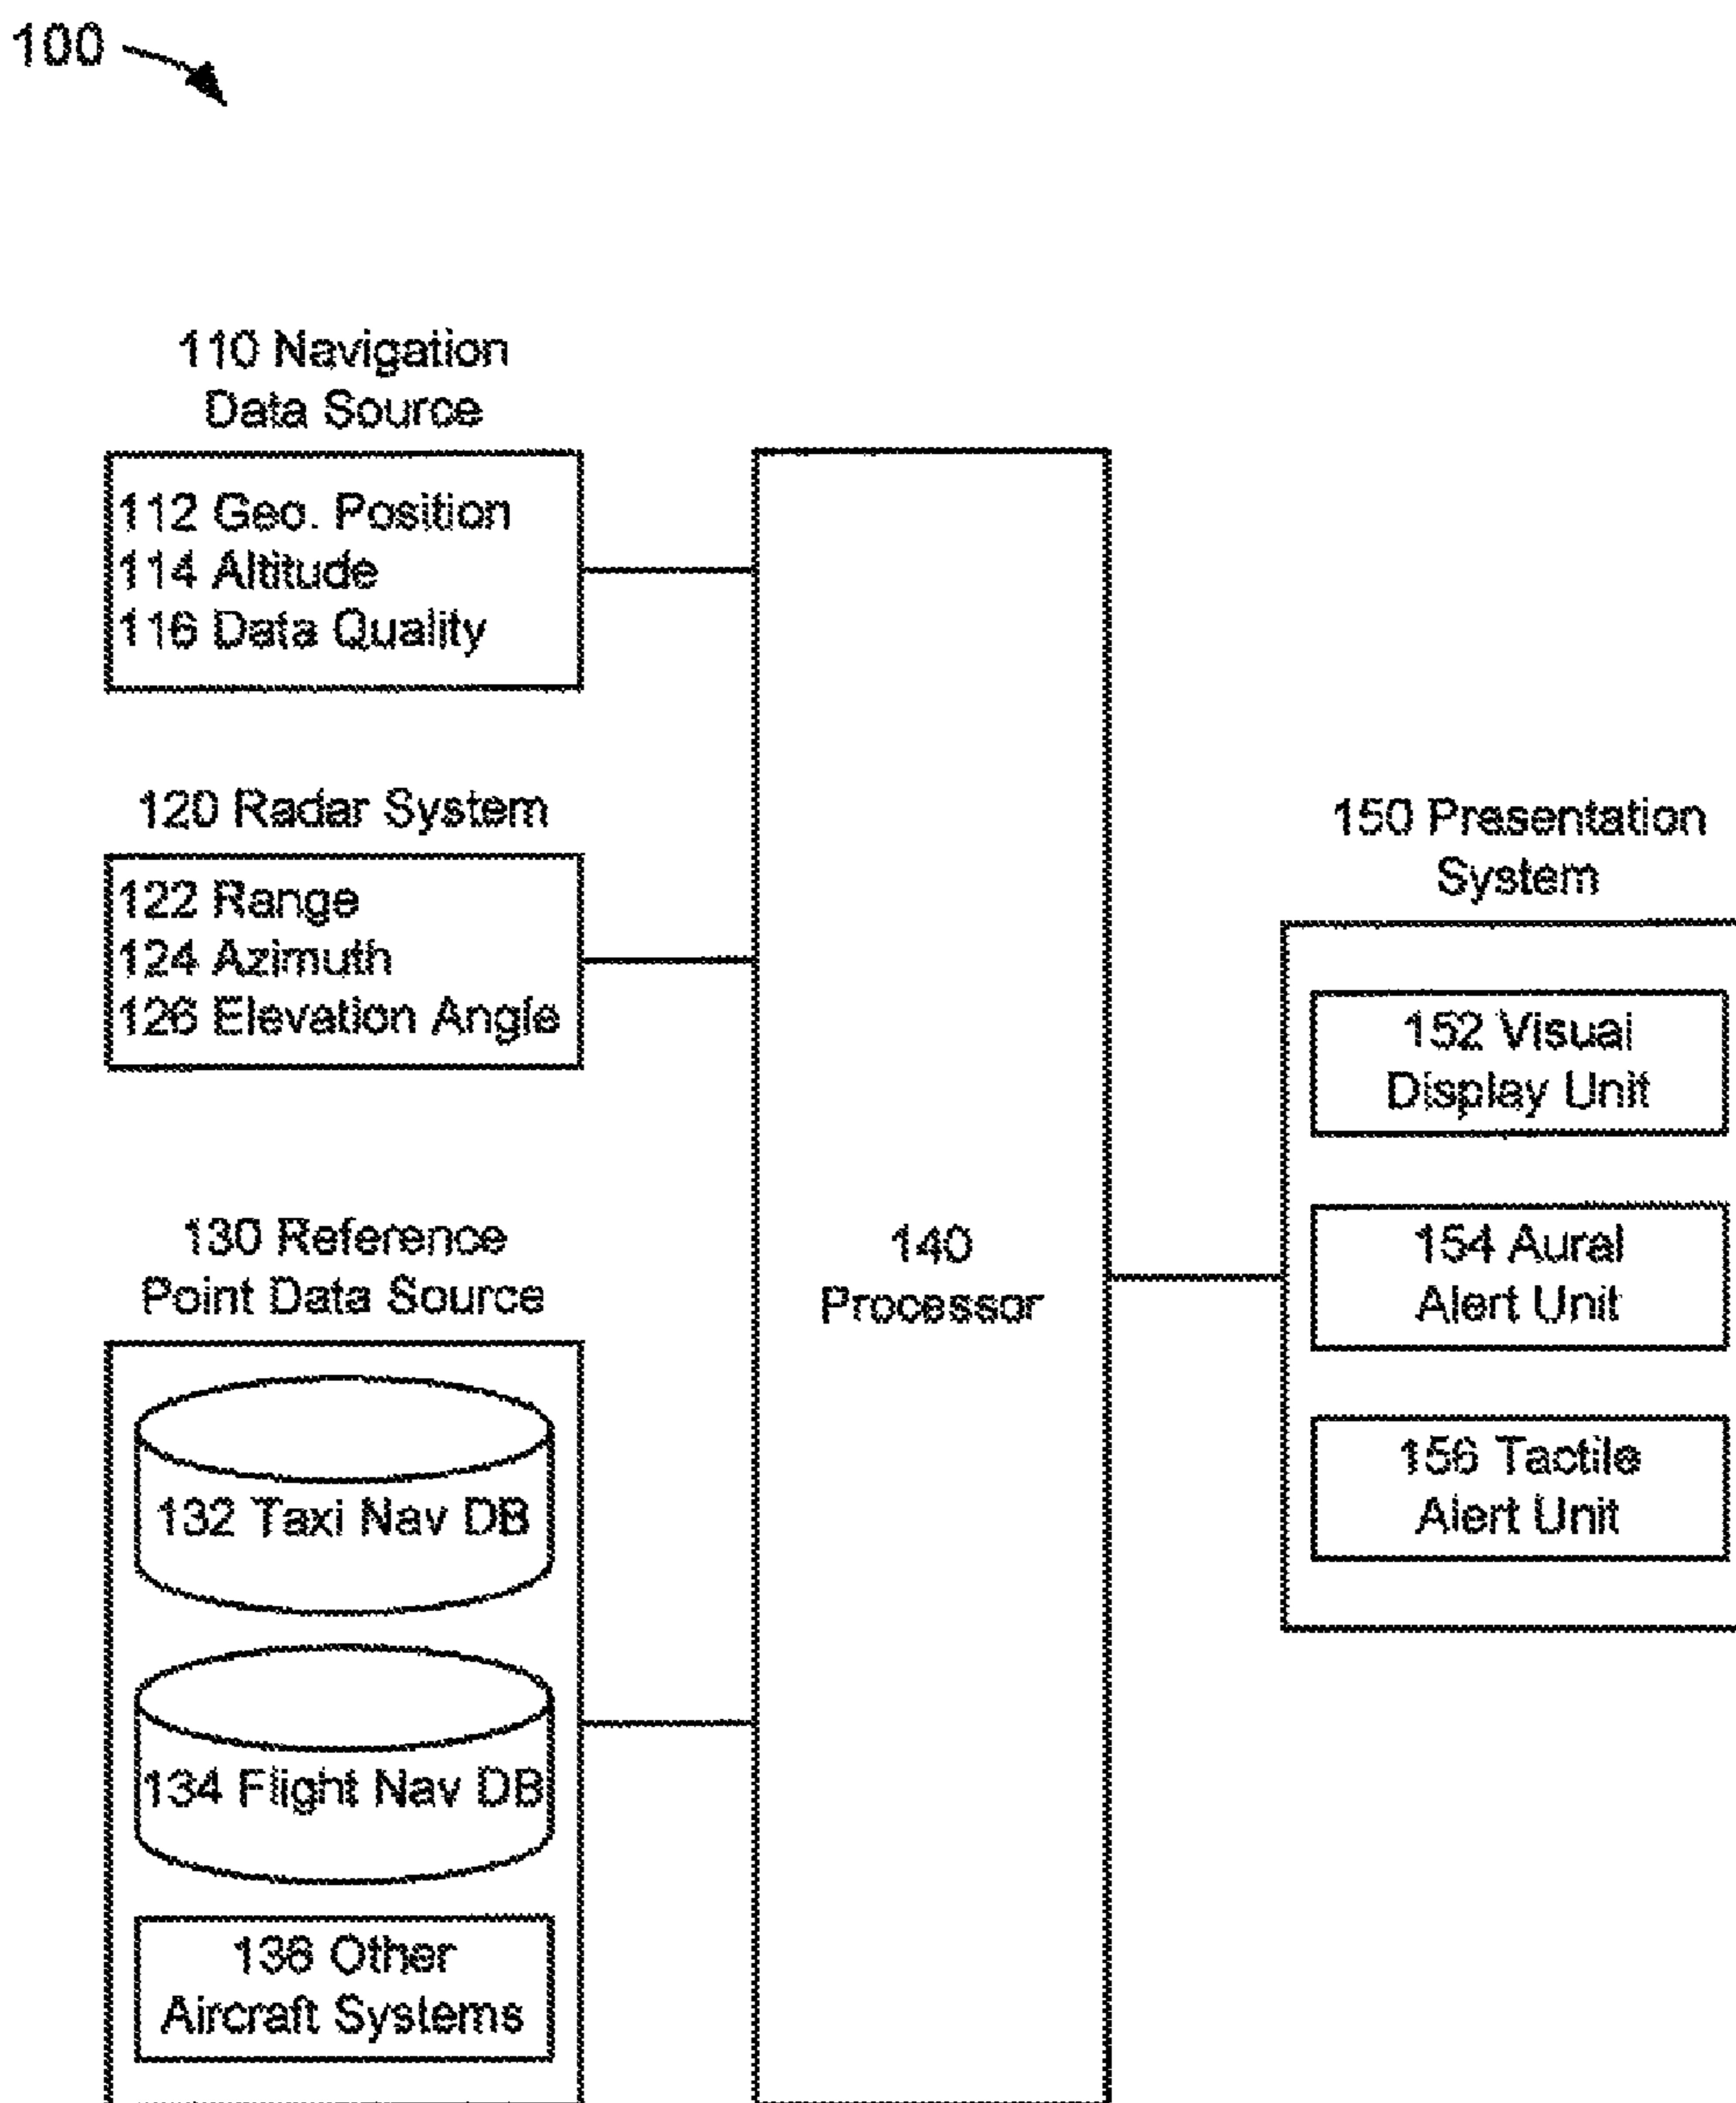 100
110 Navigation
Data Source
112 Geo. Position
114 Altitude
116 Data Quality
120 Radar System
122 Range
124 Azimuth
126 Elevation Angle
130 Reference
Point Data Source
132 Taxi Nav DB
134 Flight Nav DB
136 Other
Aircraft Systems
140
Processor
150 Presentation
System
152 Visual
Display Unit
154 Aural
Alert Unit
156 Tactile
Alert Unit